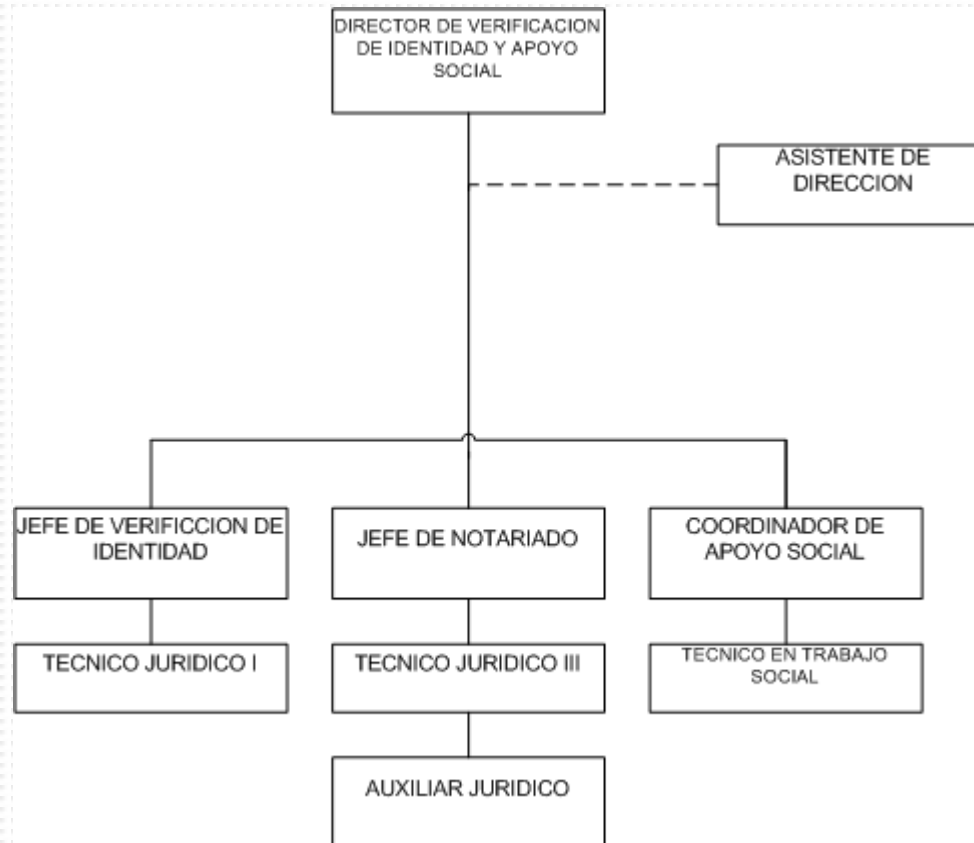 DIRECTOR DE VERIFICACION
DE IDENTIDAD Y APOYO
SOCIAL
ASISTENTE DE
DIRECCION
JEFE DE VERIFICCION DE
IDENTIDAD
JEFE DE NOTARIADO
COORDINADOR DE
APOYO SOCIAL
TECNICO JURIDICO I
TECNICO JURIDICO III
TECNICO EN TRABAJO
SOCIAL
AUXILIAR JURIDICO